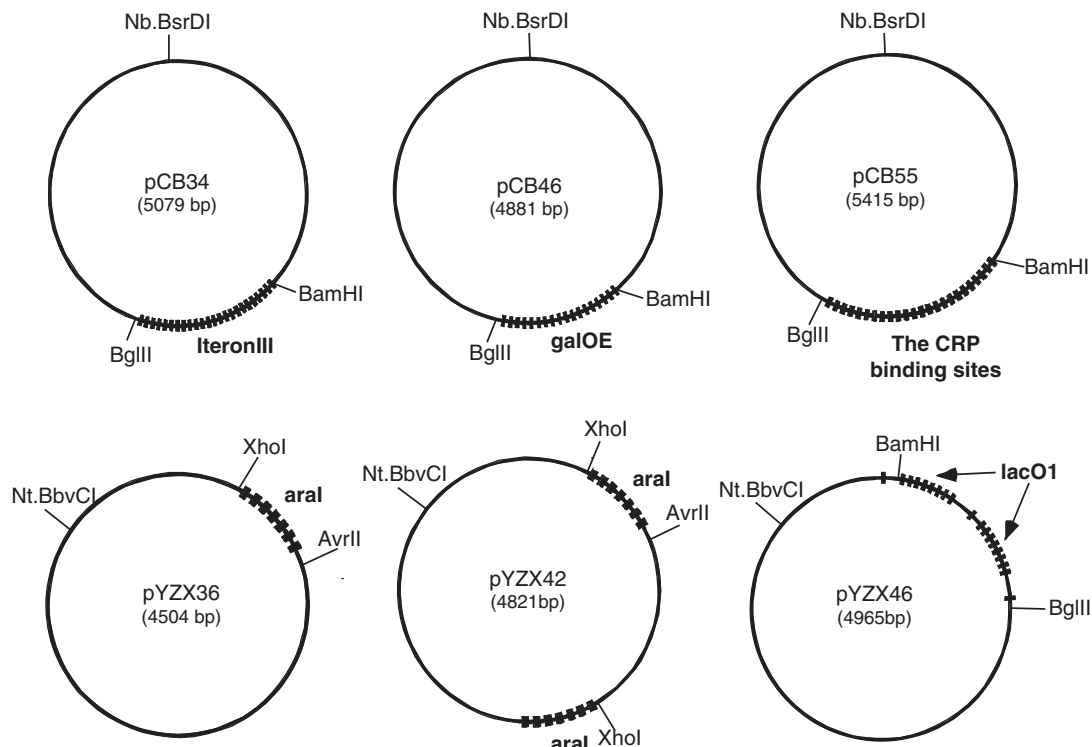 Nb.BsrDI
Nb.BsrDI
Nb.BsrDI
pCB34
(5079 bp)
pCB46
(4881 bp)
pCB55
(5415 bp)
BamHI
BamHI
BamHI
BglII
BglII
BglII
IteronIII
galOE
The CRP
binding sites
XhoI
Nt.BbvCI
araI
AvrII
pYZX36
(4504 bp)
XhoI
Nt.BbvCI
araI
AvrII
pYZX42
(4821bp)
araI
XhoI
BamHI
Nt.BbvCI
lacO1
pYZX46
(4965bp)
BglII